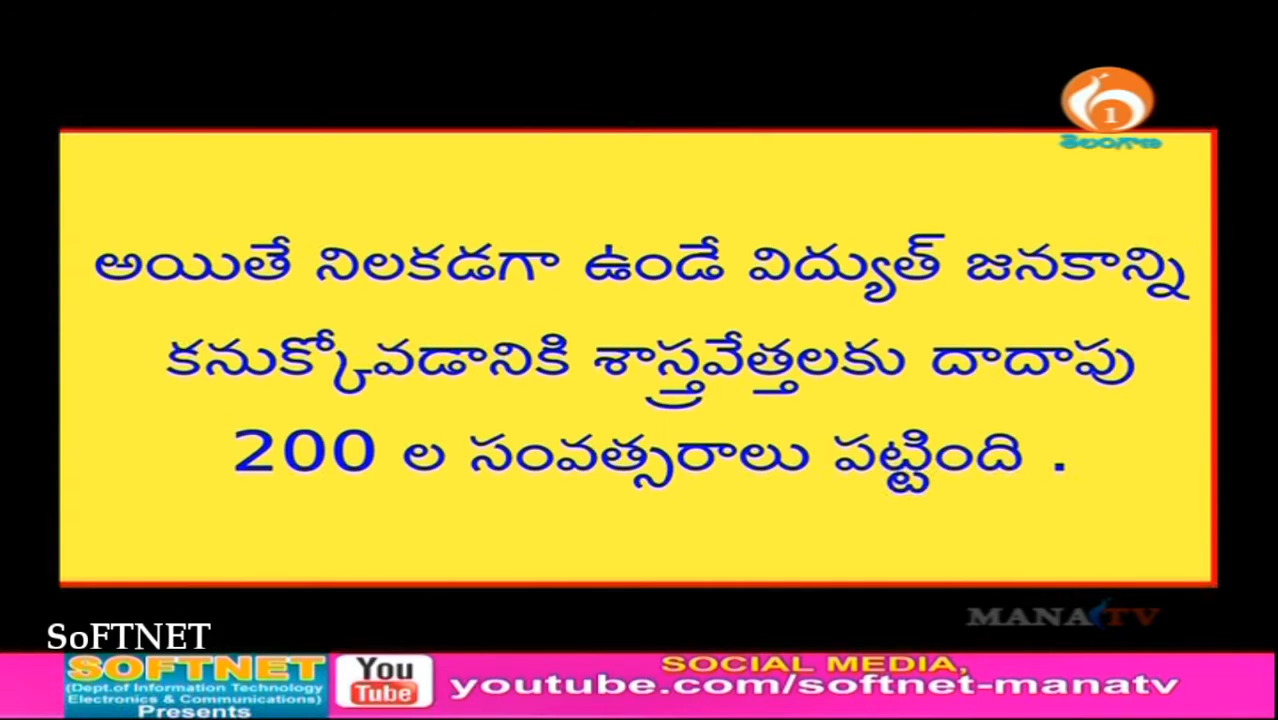 1
తెలంగాణ
అయితే నిలకడగా ఉండే విద్యుత్ జనకాన్ని
కనుక్కోవడానికి శాస్త్రవేత్తలకు దాదాపు
200 ల సంవత్సరాలు పట్టింది .
MANA TV
SoFTNET
SOFTNET
(Dept.of Information Technology
Electronics & Communications)
Presents
You
Tube
SOCIAL MEDIA,
youtube.com/softnet-manatv